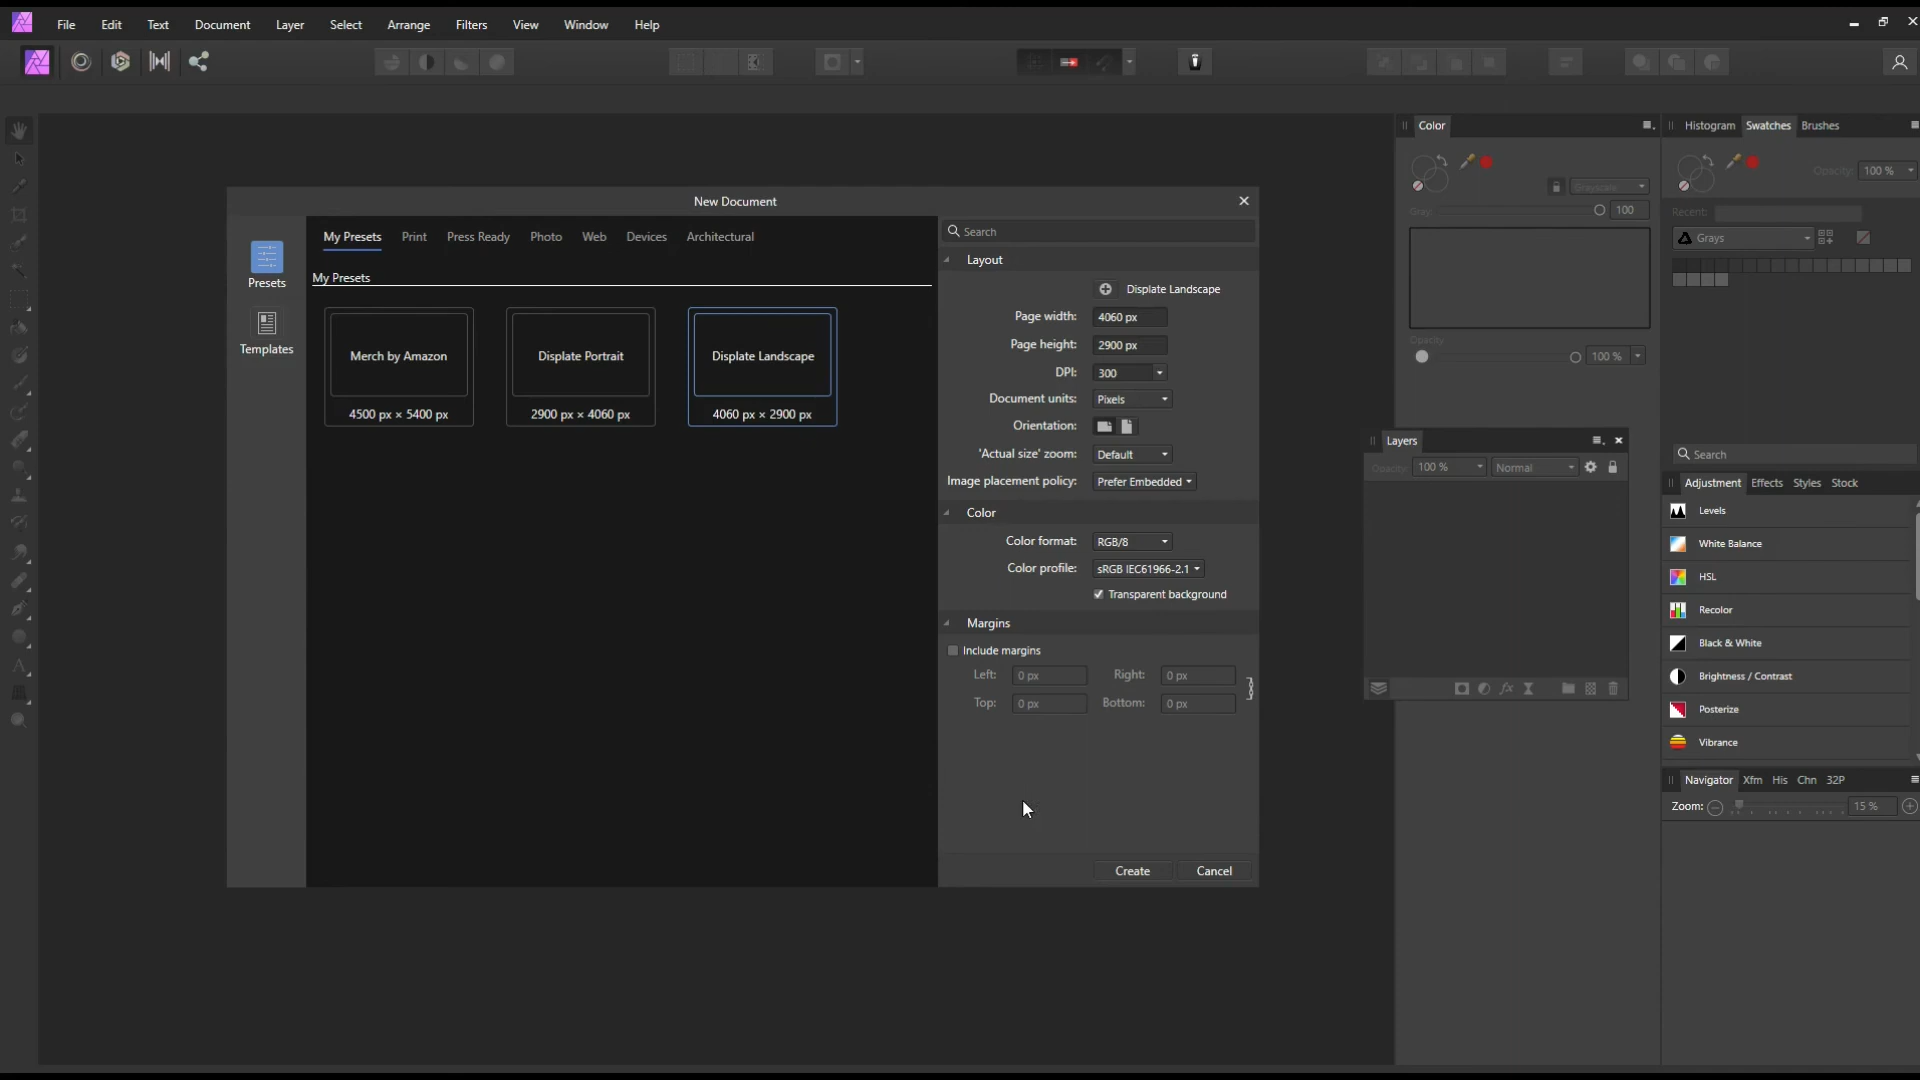 File Edit Text Document Layer Select Arrange Filters View Window Help
Color
Histogram Swatches Brushes
Opacity: 100 %
Grayscale
Gray: 100
Recent:
Grays
Opacity
100 %
New Document
Presets
Templates
My Presets Print Press Ready Photo Web Devices Architectural
My Presets
Merch by Amazon
4500 px × 5400 px
Displate Portrait
2900 px × 4060 px
Displate Landscape
4060 px × 2900 px
Search
Layout
Displate Landscape
Page width: 4060 px
Page height: 2900 px
DPI: 300
Document units: Pixels
Orientation:
'Actual size' zoom: Default
Image placement policy: Prefer Embedded
Color
Color format: RGB/8
Color profile: sRGB IEC61966-2.1
Transparent background
Margins
Include margins
Left: 0 px Right: 0 px
Top: 0 px Bottom: 0 px
Create Cancel
Layers
Opacity: 100 % Normal
Search
Adjustment Effects Styles Stock
Levels
White Balance
HSL
Recolor
Black & White
Brightness / Contrast
Posterize
Vibrance
Navigator Xfm His Chn 32P
Zoom: 15 %